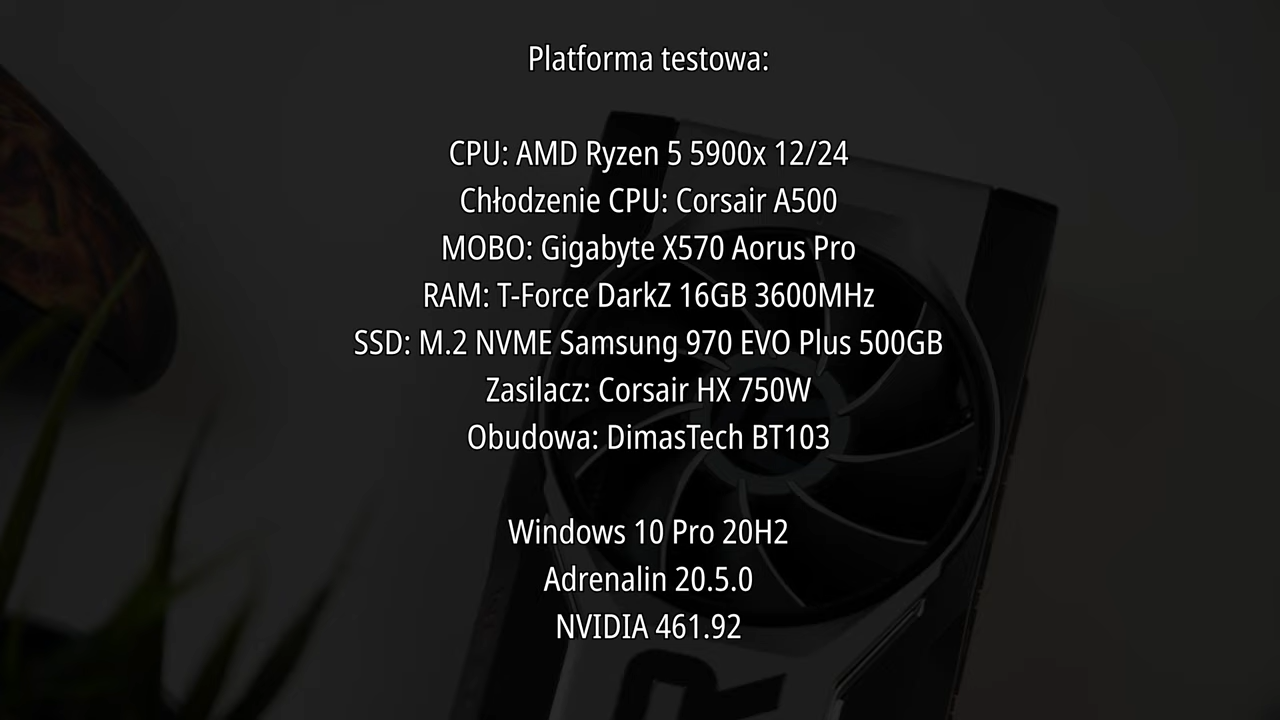 Platforma testowa:
CPU: AMD Ryzen 5 5900x 12/24
Chłodzenie CPU: Corsair A500
MOBO: Gigabyte X570 Aorus Pro
RAM: T-Force DarkZ 16GB 3600MHz
SSD: M.2 NVME Samsung 970 EVO Plus 500GB
Zasilacz: Corsair HX 750W
Obudowa: DimasTech BT103
Windows 10 Pro 20H2
Adrenalin 20.5.0
NVIDIA 461.92
R